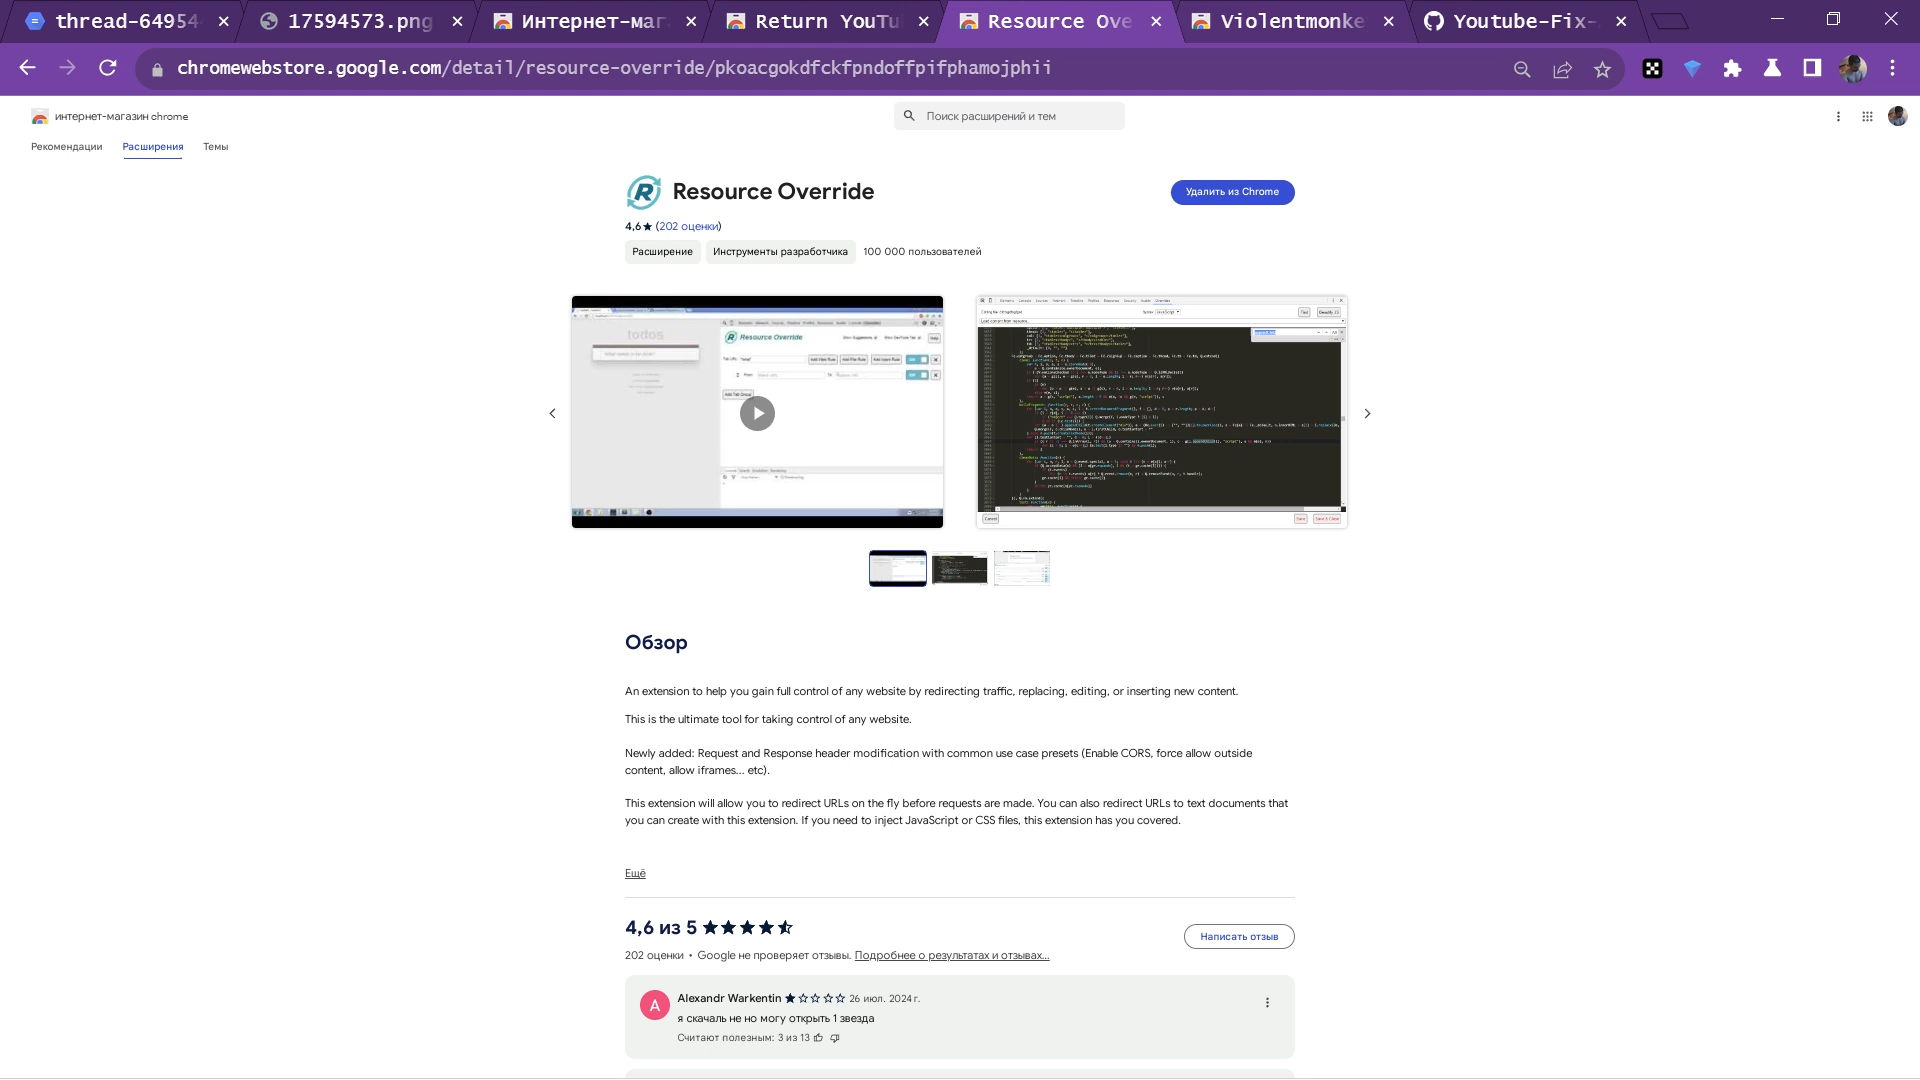 thread-64954
17594573.png
Интернет-маг
Return YouTu
Resource Ove
Violentmonke
Youtube-Fix-
chromewebstore.google.com/detail/resource-override/pkoacgokdfckfpndoffpifphamojphii
интернет-магазин chrome
Поиск расширений и тем
Рекомендации
Расширения
Темы
Resource Override
Удалить из Chrome
4,6★ (202 оценки)
Расширение
Инструменты разработчика
100 000 пользователей
todos
Resource Override
Обзор
An extension to help you gain full control of any website by redirecting traffic, replacing, editing, or inserting new content.
This is the ultimate tool for taking control of any website.
Newly added: Request and Response header modification with common use case presets (Enable CORS, force allow outside
content, allow iframes... etc).
This extension will allow you to redirect URLs on the fly before requests are made. You can also redirect URLs to text documents that
you can create with this extension. If you need to inject JavaScript or CSS files, this extension has you covered.
Ещё
4,6 из 5
Написать отзыв
202 оценки • Google не проверяет отзывы. Подробнее о результатах и отзывах...
A
Alexandr Warkentin 26 июл. 2024 г.
я скачаль не но могу открыть 1 звезда
Считают полезным: 3 из 13